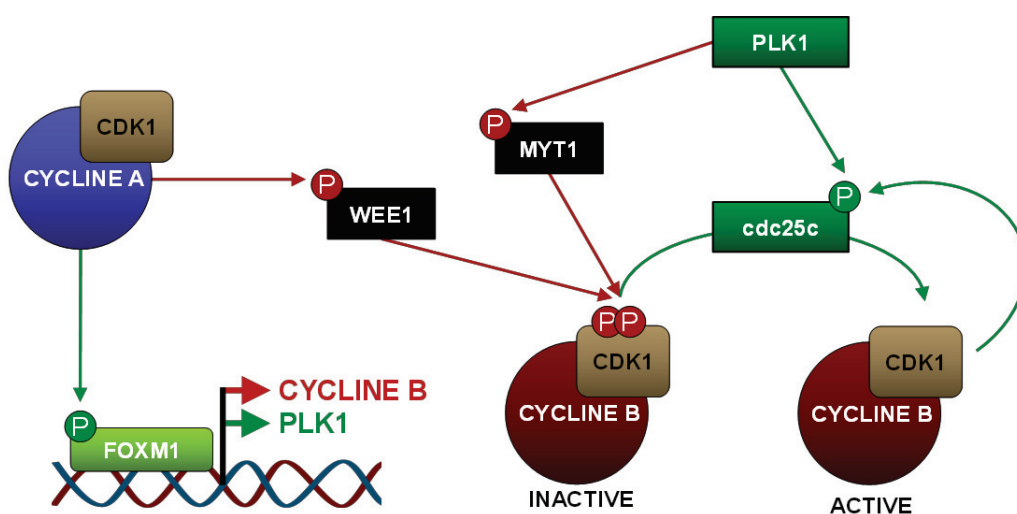 PLK1
CDK1
CYCLINE A
P
MYT1
P
WEE1
P
cdc25c
P
P
CDK1
CYCLINE B
INACTIVE
CDK1
CYCLINE B
ACTIVE
CYCLINE B
PLK1
P
FOXM1